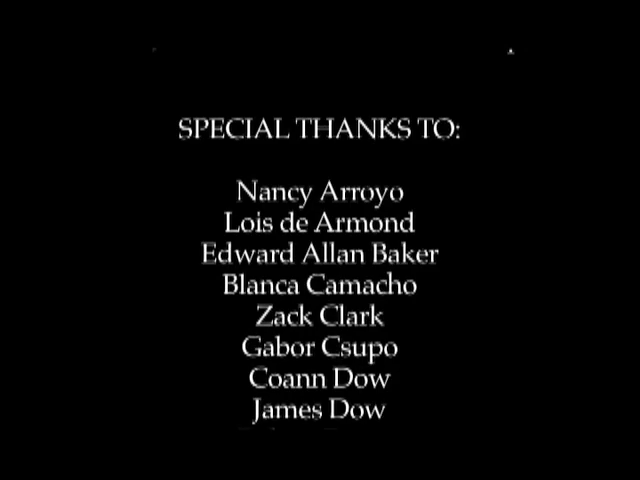 SPECIAL THANKS TO:
Nancy Arroyo
Lois de Armond
Edward Allan Baker
Blanca Camacho
Zack Clark
Gabor Csupo
Coann Dow
James Dow